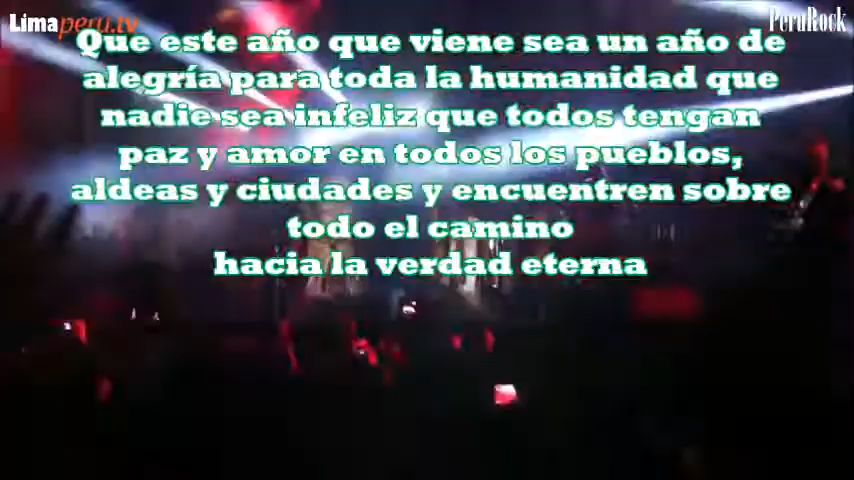 Limaperu.tv
PeruRock
Que este año que viene sea un año de
alegría para toda la humanidad que
nadie sea infeliz que todos tengan
paz y amor en todos los pueblos,
aldeas y ciudades y encuentren sobre
todo el camino
hacia la verdad eterna